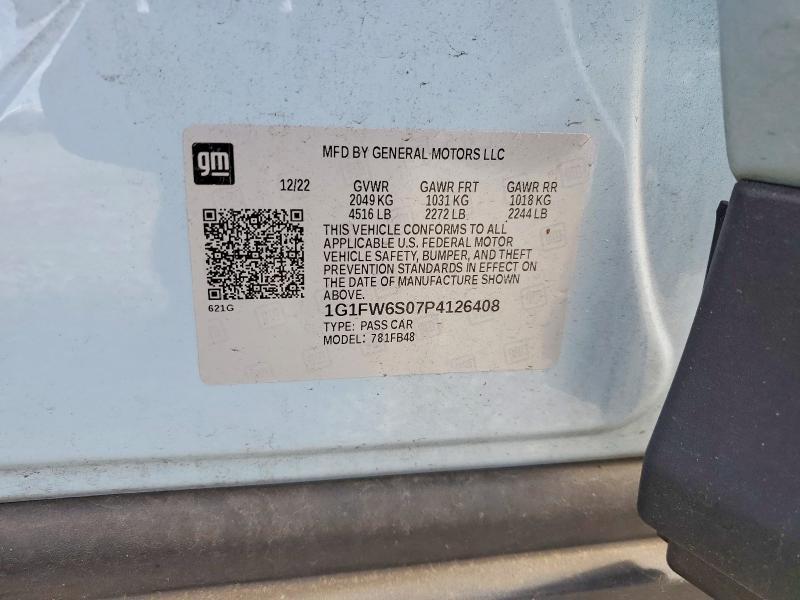 gm
MFD BY GENERAL MOTORS LLC
12/22 GVWR GAWR FRT GAWR RR
2049 KG 1031 KG 1018 KG
4516 LB 2272 LB 2244 LB
THIS VEHICLE CONFORMS TO ALL
APPLICABLE U.S. FEDERAL MOTOR
VEHICLE SAFETY, BUMPER, AND THEFT
PREVENTION STANDARDS IN EFFECT ON
THE DATE OF MANUFACTURE SHOWN
ABOVE.
621G
1G1FW6S07P4126408
TYPE: PASS CAR
MODEL: 781FB48